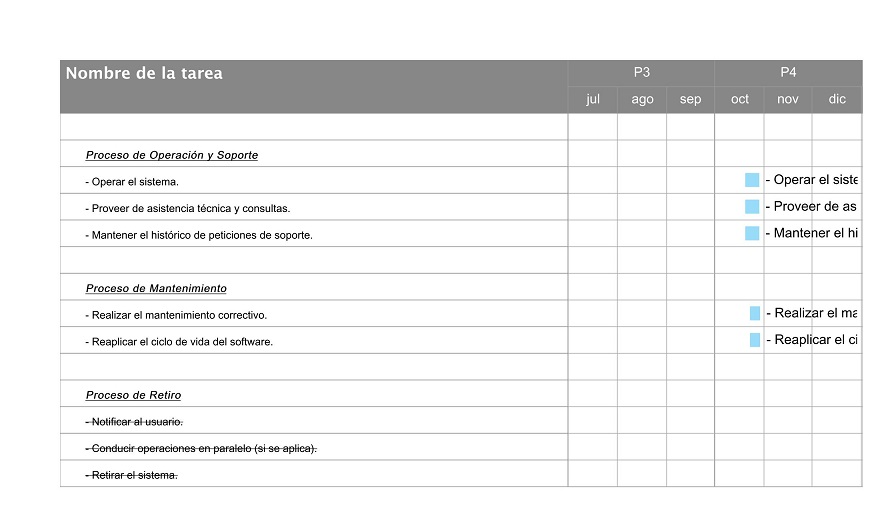 Nombre de la tarea P3 P4
jul ago sep oct nov dic
Proceso de Operación y Soporte
- Operar el sistema. - Operar el siste
- Proveer de asistencia técnica y consultas. - Proveer de as
- Mantener el histórico de peticiones de soporte. - Mantener el hi
Proceso de Mantenimiento
- Realizar el mantenimiento correctivo. - Realizar el ma
- Reaplicar el ciclo de vida del software. - Reaplicar el ci
Proceso de Retiro
- Notificar al usuario.
- Conducir operaciones en paralelo (si se aplica).
- Retirar el sistema.